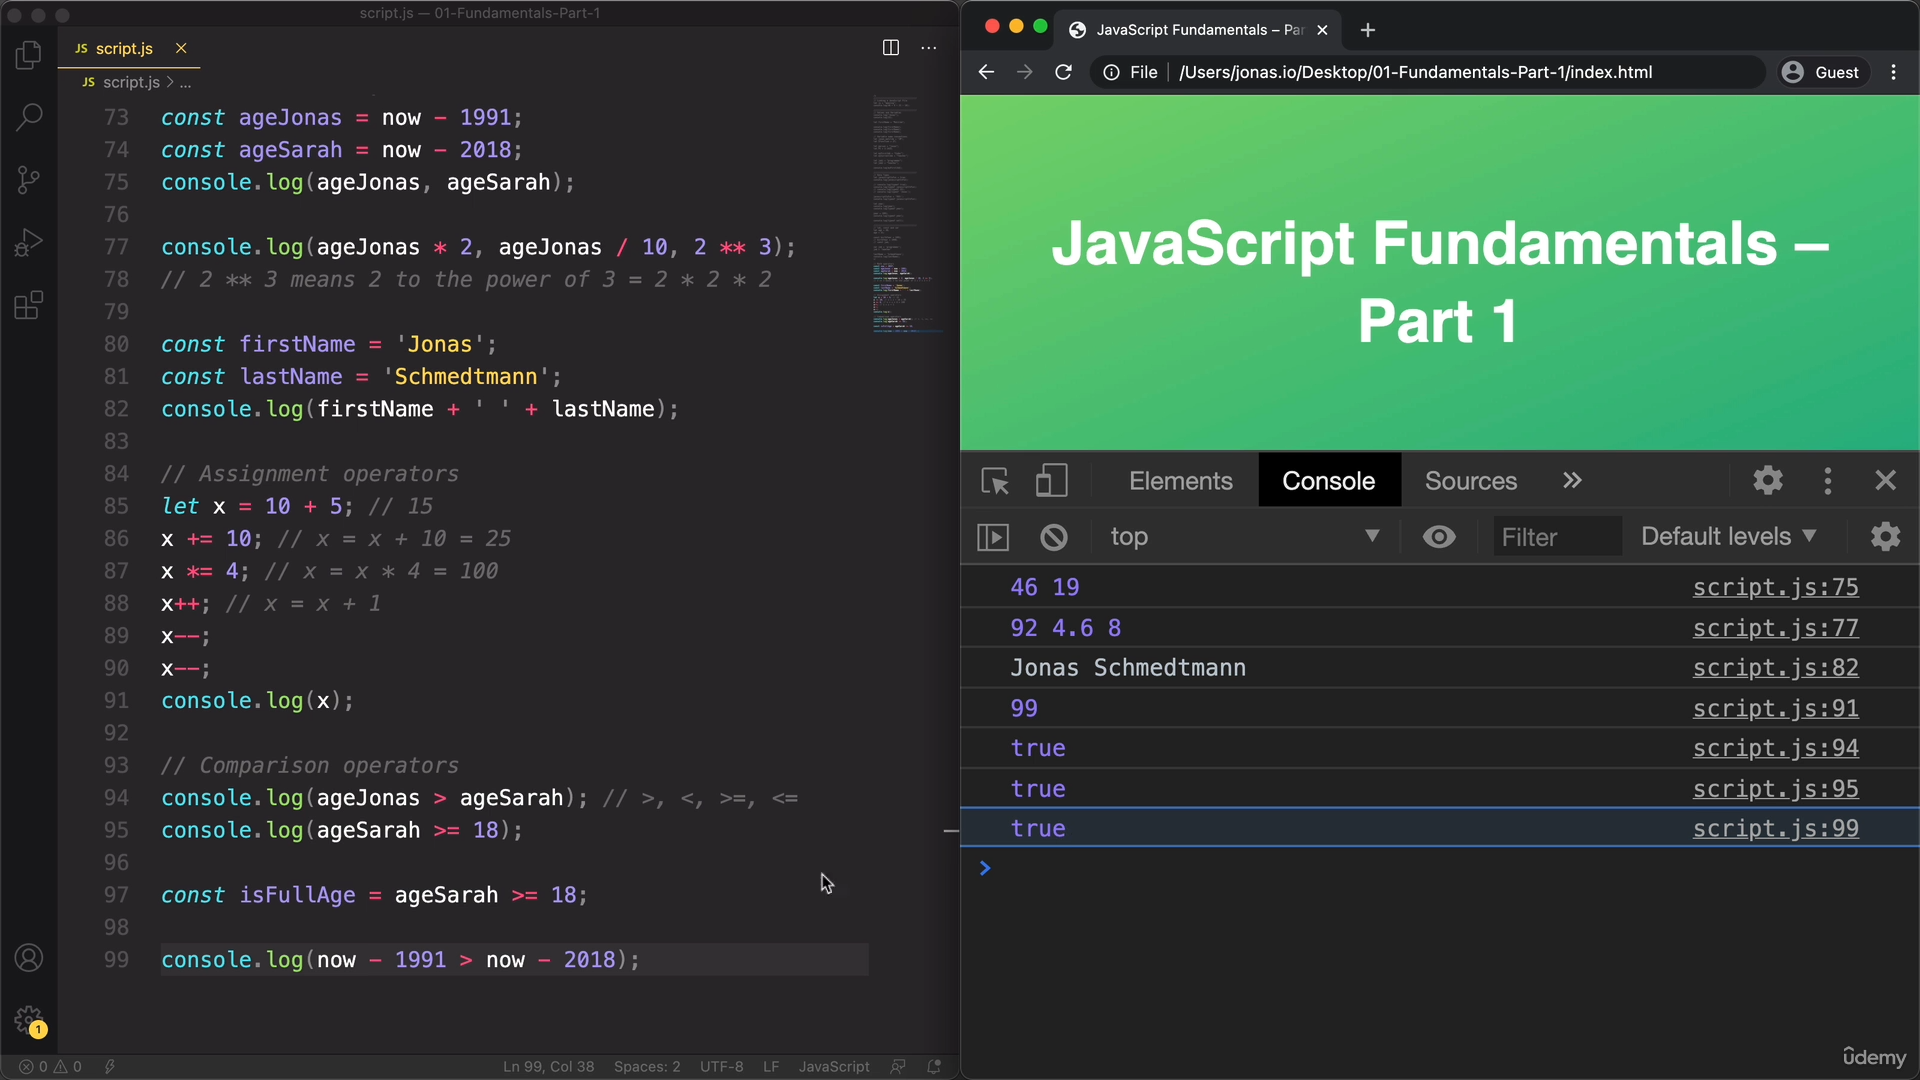 script.js — 01-Fundamentals-Part-1
JS script.js
JS script.js > ...
73 const ageJonas = now - 1991;
74 const ageSarah = now - 2018;
75 console.log(ageJonas, ageSarah);
76
77 console.log(ageJonas * 2, ageJonas / 10, 2 ** 3);
78 // 2 ** 3 means 2 to the power of 3 = 2 * 2 * 2
79
80 const firstName = 'Jonas';
81 const lastName = 'Schmedtmann';
82 console.log(firstName + ' ' + lastName);
83
84 // Assignment operators
85 let x = 10 + 5; // 15
86 x += 10; // x = x + 10 = 25
87 x *= 4; // x = x * 4 = 100
88 x++; // x = x + 1
89 x--;
90 x--;
91 console.log(x);
92
93 // Comparison operators
94 console.log(ageJonas > ageSarah); // >, <, >=, <=
95 console.log(ageSarah >= 18);
96
97 const isFullAge = ageSarah >= 18;
98
99 console.log(now - 1991 > now - 2018);
1
0 0
Ln 99, Col 38 Spaces: 2 UTF-8 LF JavaScript
JavaScript Fundamentals – Par
File /Users/jonas.io/Desktop/01-Fundamentals-Part-1/index.html Guest
JavaScript Fundamentals –
Part 1
Elements Console Sources »
top Filter Default levels
46 19 script.js:75
92 4.6 8 script.js:77
Jonas Schmedtmann script.js:82
99 script.js:91
true script.js:94
true script.js:95
true script.js:99
>
ûdemy